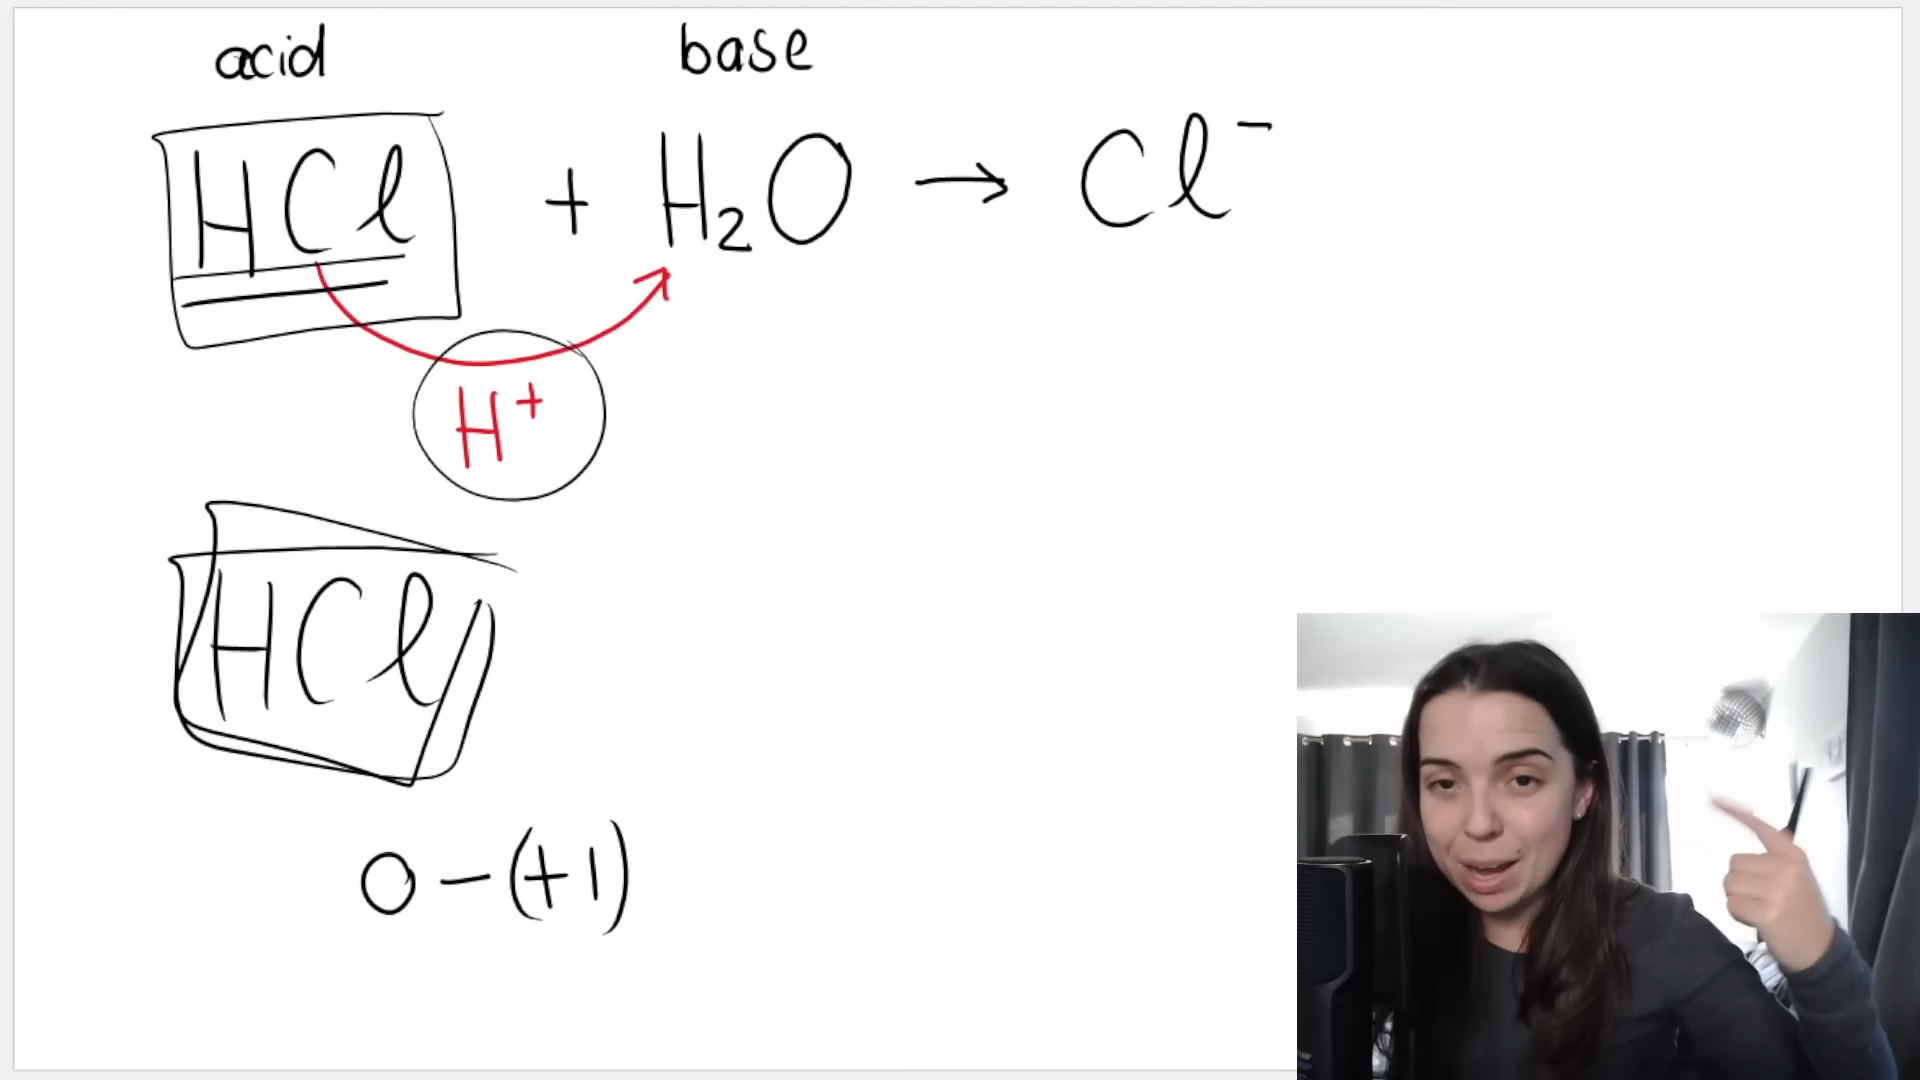 acid base
HCl + H₂O → Cl⁻
H⁺
HCl
0 - (+1)